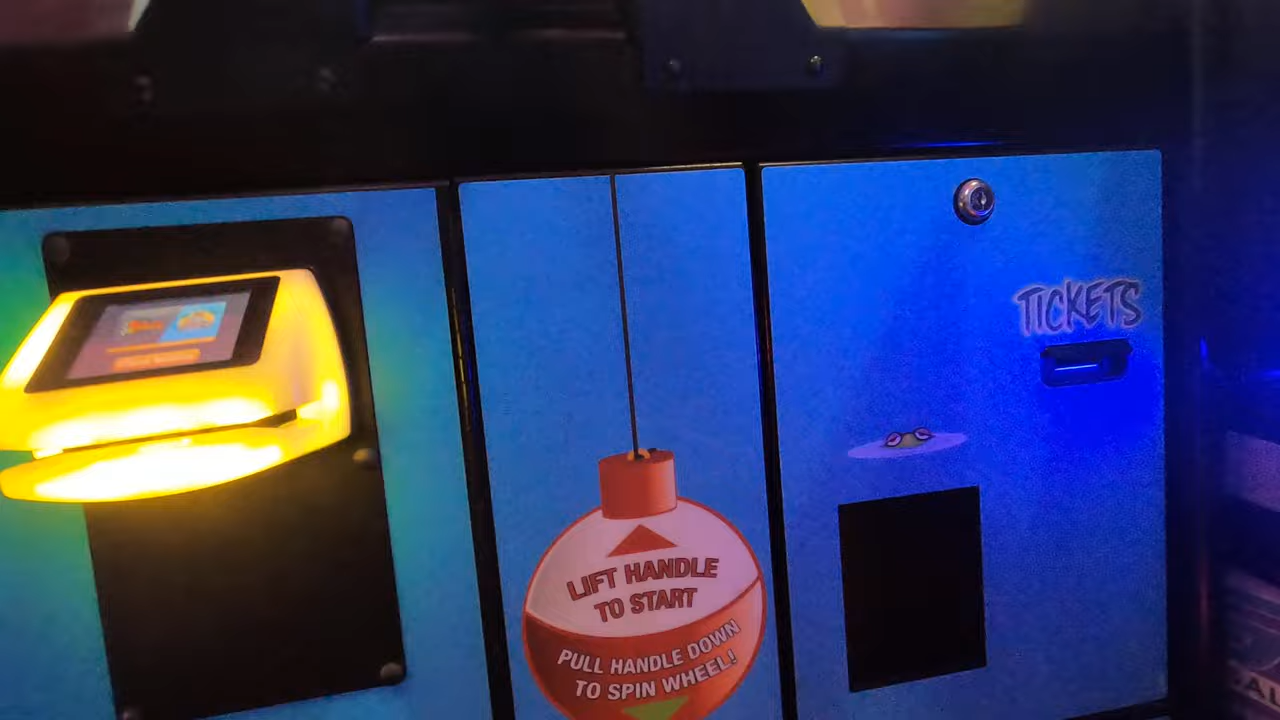 TICKETS
LIFT HANDLE
TO START
PULL HANDLE DOWN
TO SPIN WHEEL!